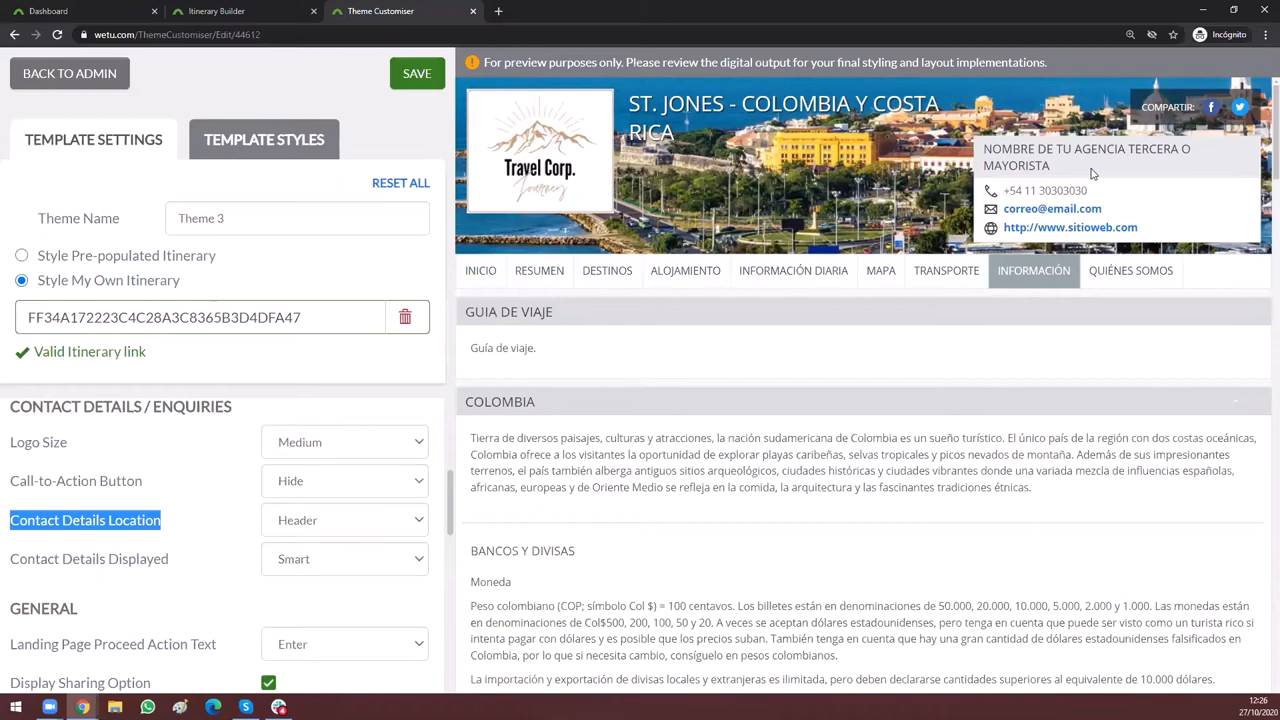 Dashboard
Itinerary Builder
Theme Customiser
wetu.com/ThemeCustomiser/Edit/44612
Incógnito
BACK TO ADMIN
SAVE
TEMPLATE SETTINGS
TEMPLATE STYLES
RESET ALL
Theme Name
Theme 3
Style Pre-populated Itinerary
Style My Own Itinerary
FF34A172223C4C28A3C8365B3D4DFA47
Valid Itinerary link
CONTACT DETAILS / ENQUIRIES
Logo Size
Medium
Call-to-Action Button
Hide
Contact Details Location
Header
Contact Details Displayed
Smart
GENERAL
Landing Page Proceed Action Text
Enter
Display Sharing Option
For preview purposes only. Please review the digital output for your final styling and layout implementations.
Travel Corp.
Journey
ST. JONES - COLOMBIA Y COSTA
RICA
COMPARTIR:
NOMBRE DE TU AGENCIA TERCERA O
MAYORISTA
+54 11 30303030
correo@email.com
http://www.sitioweb.com
INICIO
RESUMEN
DESTINOS
ALOJAMIENTO
INFORMACIÓN DIARIA
MAPA
TRANSPORTE
INFORMACIÓN
QUIÉNES SOMOS
GUIA DE VIAJE
Guía de viaje.
COLOMBIA
Tierra de diversos paisajes, culturas y atracciones, la nación sudamericana de Colombia es un sueño turístico. El único país de la región con dos costas oceánicas,
Colombia ofrece a los visitantes la oportunidad de explorar playas caribeñas, selvas tropicales y picos nevados de montaña. Además de sus impresionantes
terrenos, el país también alberga antiguos sitios arqueológicos, ciudades históricas y ciudades vibrantes donde una variada mezcla de influencias españolas,
africanas, europeas y de Oriente Medio se refleja en la comida, la arquitectura y las fascinantes tradiciones étnicas.
BANCOS Y DIVISAS
Moneda
Peso colombiano (COP; símbolo Col $) = 100 centavos. Los billetes están en denominaciones de 50.000, 20.000, 10.000, 5.000, 2.000 y 1.000. Las monedas están
en denominaciones de Col$500, 200, 100, 50 y 20. A veces se aceptan dólares estadounidenses, pero tenga en cuenta que puede ser visto como un turista rico si
intenta pagar con dólares y es posible que los precios suban. También tenga en cuenta que hay una gran cantidad de dólares estadounidenses falsificados en
Colombia, por lo que si necesita cambio, consíguelo en pesos colombianos.
La importación y exportación de divisas locales y extranjeras es ilimitada, pero deben declararse cantidades superiores al equivalente de 10.000 dólares.
12:26
27/10/2020